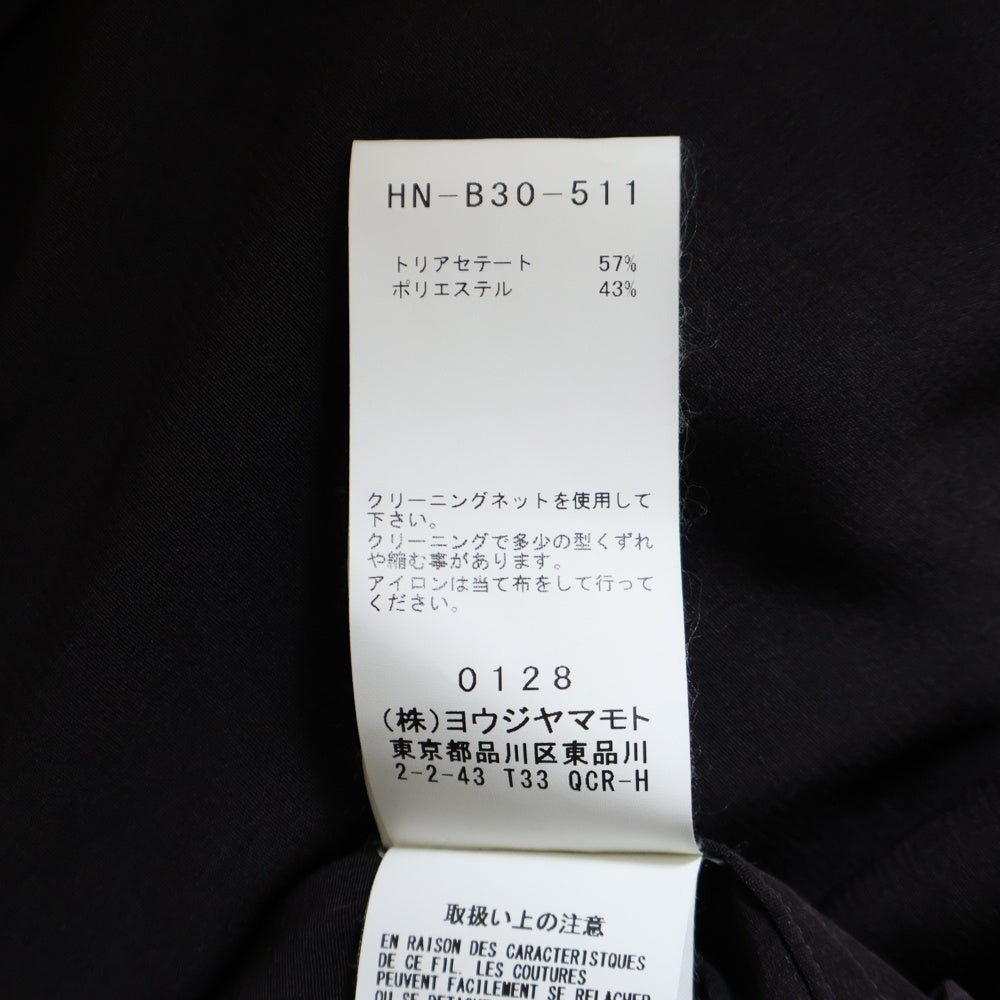 HN-B30-511
トリアセテート 57%
ポリエステル 43%
クリーニングネットを使用して
下さい。
クリーニングで多少の型くずれ
や縮む事があります。
アイロンは当て布をして行って
ください。
0128
(株)ヨウジヤマモト
東京都品川区東品川
2-2-43 T33 QCR-H
取扱い上の注意
EN RAISON DES CARACTERISTIQUES
DE CE FIL. LES COUTURES
PEUVENT FACILEMENT SE RELACHER
OU SE